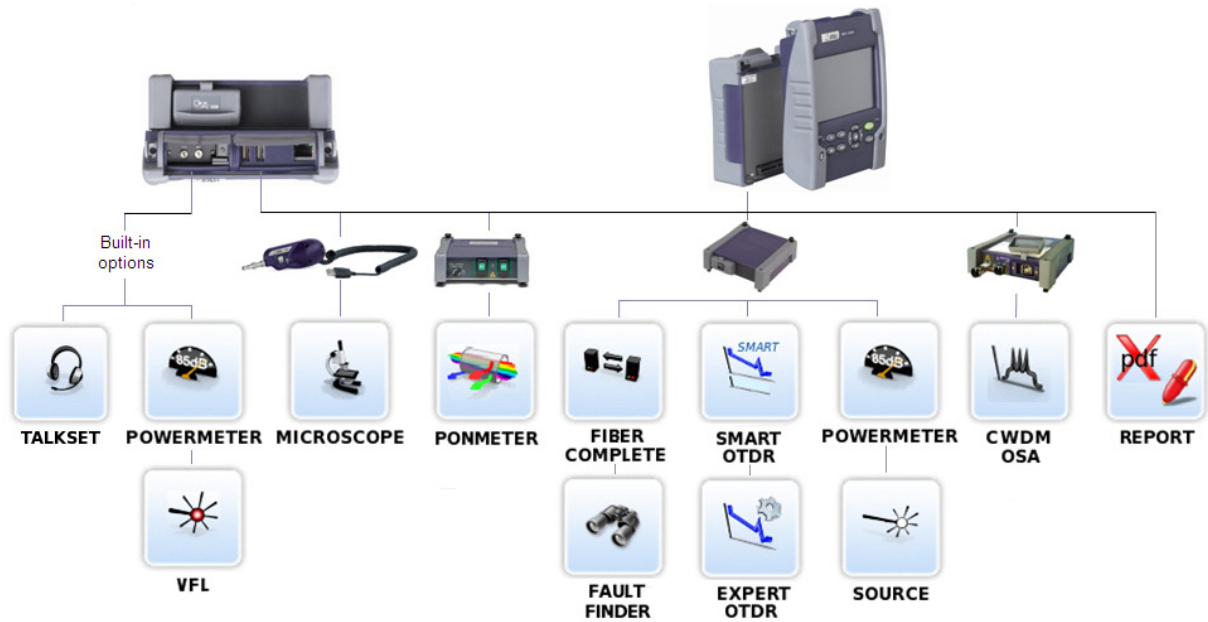 Built-in
options
85dB
SMART
85dB
pdf
TALKSET
POWERMETER
MICROSCOPE
PONMETER
FIBER
COMPLETE
SMART
OTDR
POWERMETER
CWDM
OSA
REPORT
VFL
FAULT
FINDER
EXPERT
OTDR
SOURCE